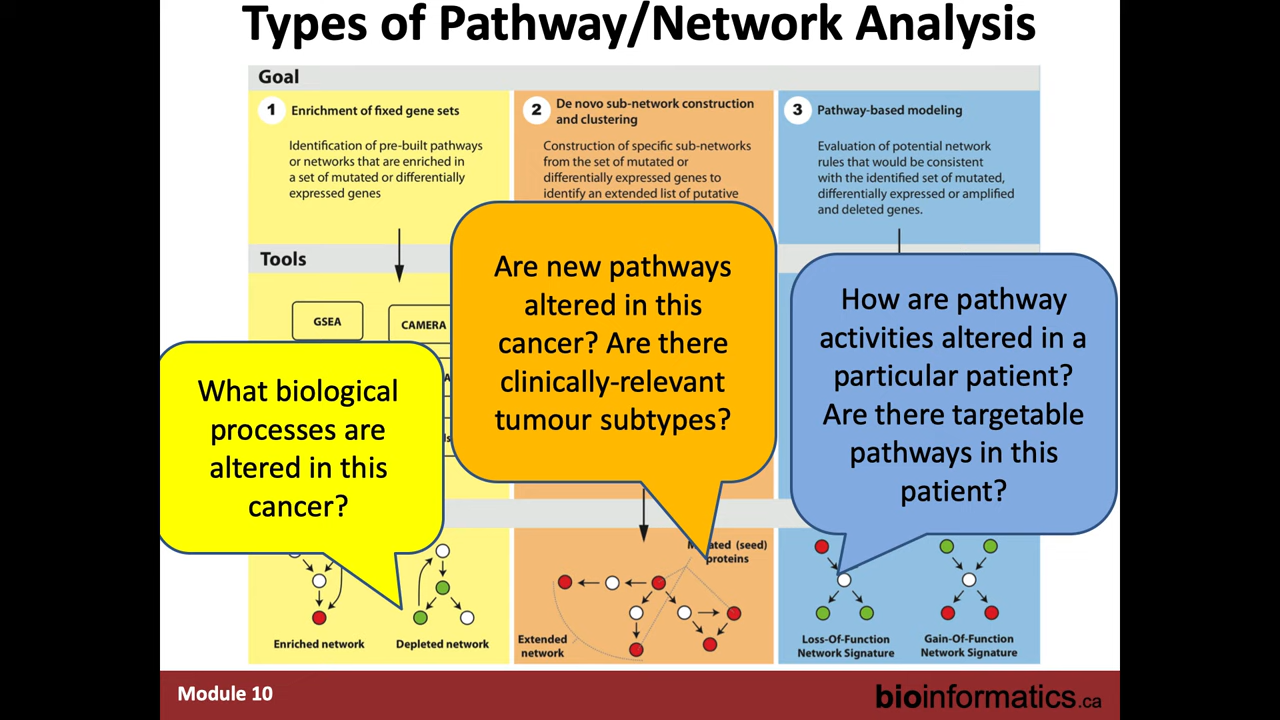 Types of Pathway/Network Analysis
Goal
1 Enrichment of fixed gene sets
Identification of pre-built pathways
or networks that are enriched in
a set of mutated or differentially
expressed genes
2 De novo sub-network construction
and clustering
Construction of specific sub-networks
from the set of mutated or
differentially expressed genes to
identify an extended list of putative
3 Pathway-based modeling
Evaluation of potential network
rules that would be consistent
with the identified set of mutated,
differentially expressed or amplified
and deleted genes.
Tools
GSEA
CAMERA
What biological
processes are
altered in this
cancer?
Are new pathways
altered in this
cancer? Are there
clinically-relevant
tumour subtypes?
How are pathway
activities altered in a
particular patient?
Are there targetable
pathways in this
patient?
Enriched network
Depleted network
(seed)
proteins
Extended
network
Loss-Of-Function
Network Signature
Gain-Of-Function
Network Signature
Module 10
bioinformatics.ca